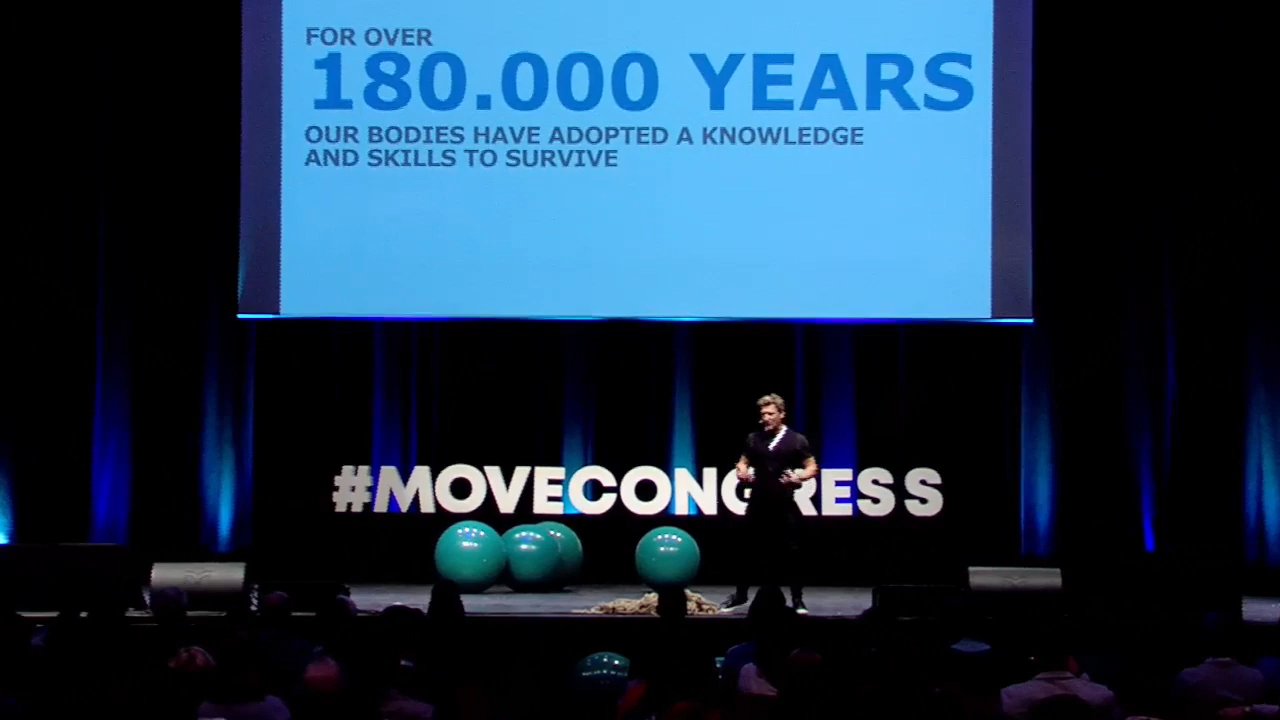 FOR OVER
180.000 YEARS
OUR BODIES HAVE ADOPTED A KNOWLEDGE
AND SKILLS TO SURVIVE
#MOVECONGRESS